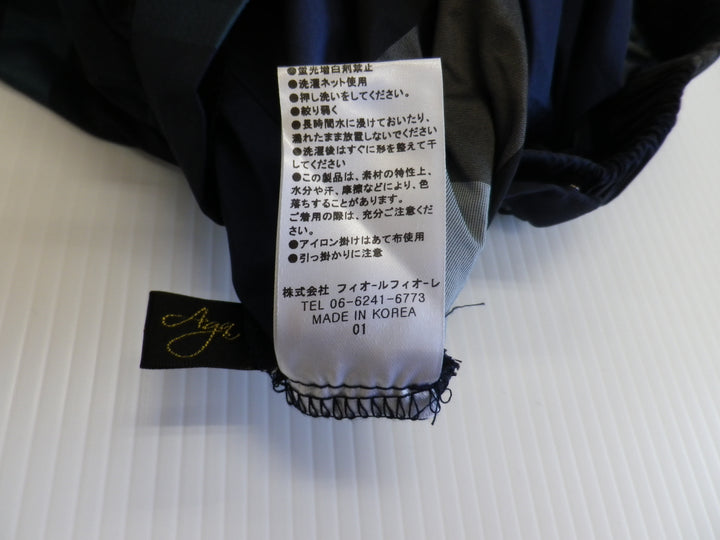 ●蛍光増白剤禁止
●洗濯ネット使用
●押し洗いをしてください。
●絞り弱く
●長時間水に浸けておいたり、
濡れたまま放置しないでください
●洗濯後はすぐに形を整えて干
してください
●この製品は、素材の特性上、
水分や汗、摩擦などにより、色
落ちすることがあります。
ご着用の際は、充分ご注意くだ
さい。
●アイロン掛けはあて布使用
●引っ掛かりに注意
株式会社 フィオールフィオーレ
TEL 06-6241-6773
MADE IN KOREA
01